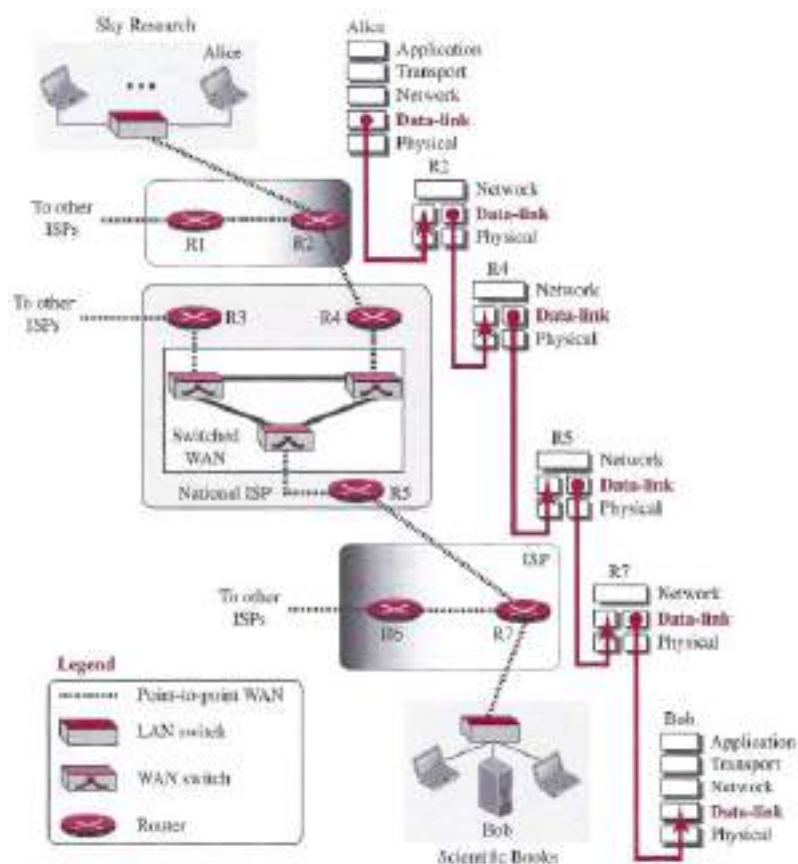 Sky Research
Alice
Alice
Application
Transport
Network
Data-link
Physical
R2
Network
Data-link
Physical
To other
ISPs
R1
R2
R4
Network
Data-link
Physical
To other
ISPs
R3
R4
Switched
WAN
National ISP
R5
R5
Network
Data-link
Physical
ISP
To other
ISPs
R6
R7
R7
Network
Data-link
Physical
Legend
Point-to-point WAN
LAN switch
WAN switch
Router
Bob
Scientific Books
Bob
Application
Transport
Network
Data-link
Physical